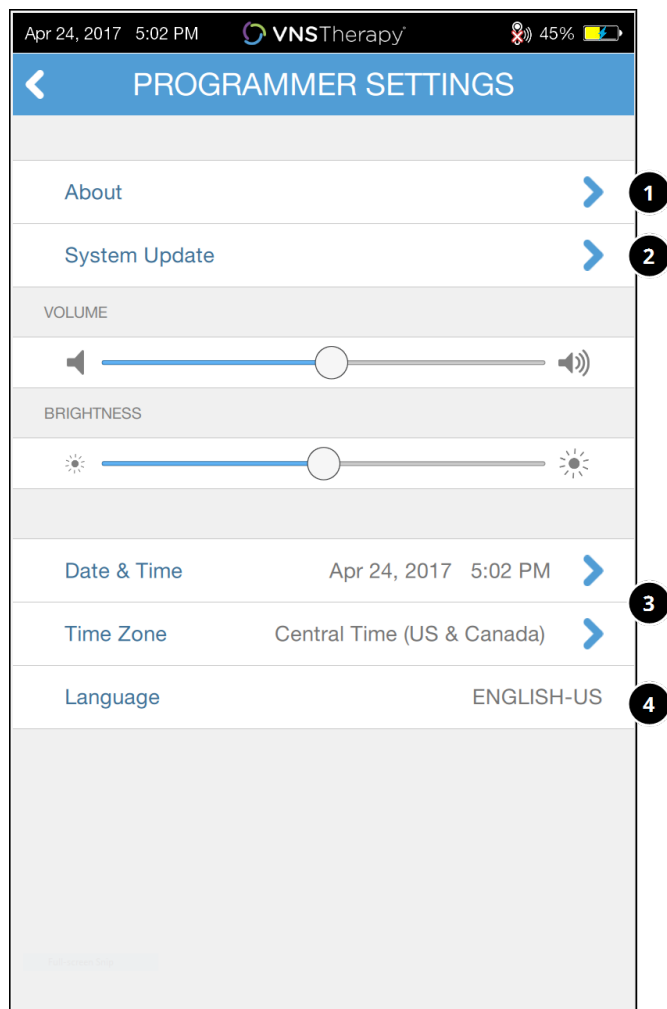 Apr 24, 2017 5:02 PM VNSTherapy 45%
PROGRAMMER SETTINGS
About 1
System Update 2
VOLUME
BRIGHTNESS
Date & Time Apr 24, 2017 5:02 PM
3
Time Zone Central Time (US & Canada)
Language ENGLISH-US 4